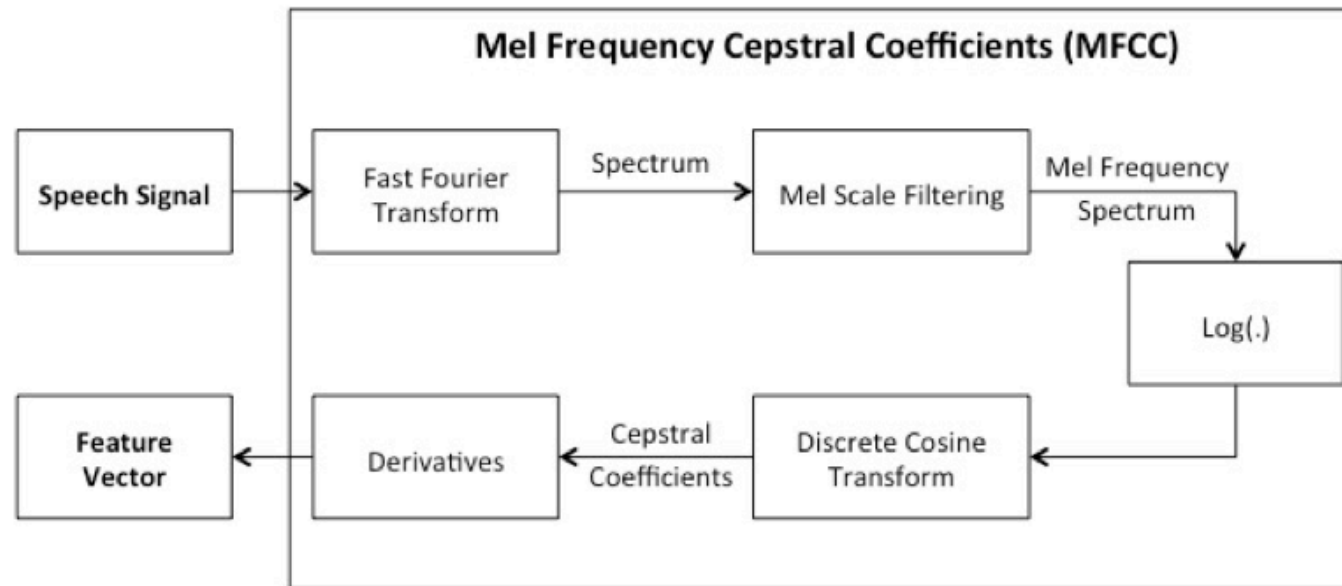 Mel Frequency Cepstral Coefficients (MFCC)
Speech Signal
Fast Fourier
Transform
Spectrum
Mel Scale Filtering
Mel Frequency
Spectrum
Log(.)
Discrete Cosine
Transform
Cepstral
Coefficients
Derivatives
Feature
Vector